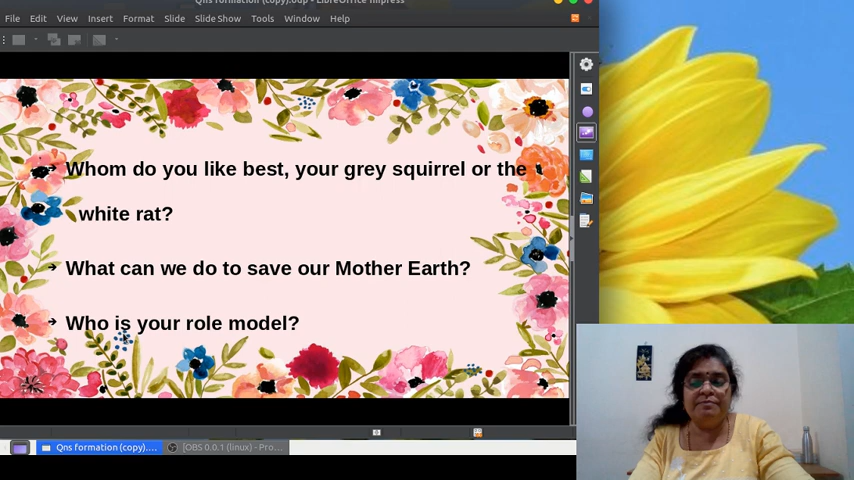 Qns formation (copy).odp - LibreOffice Impress
File Edit View Insert Format Slide Slide Show Tools Window Help
Whom do you like best, your grey squirrel or the
white rat?
What can we do to save our Mother Earth?
Who is your role model?
Qns formation (copy).... [OBS 0.0.1 (linux) - Pro...